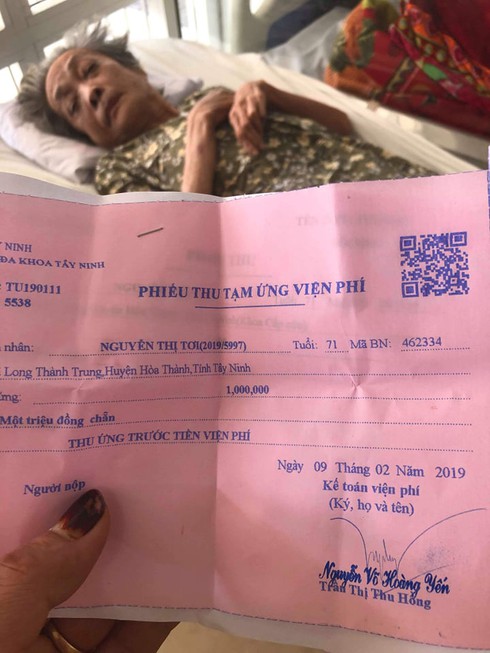 Y NINH
ĐA KHOA TÂY NINH
: TU190111
5538
PHIẾU THU TẠM ỨNG VIỆN PHÍ
nhân: NGUYỄN THỊ TƠI(2019/5997) Tuổi: 71 Mã BN: 462334
Long Thành Trung,Huyện Hòa Thành,Tỉnh Tây Ninh
ứng: 1,000,000
Một triệu đồng chẵn
THU ỨNG TRƯỚC TIỀN VIỆN PHÍ
Ngày 09 Tháng 02 Năm 2019
Người nộp
Kế toán viện phí
(Ký, họ và tên)
Nguyễn Võ Hoàng Yến
Trần Thị Thu Hồng